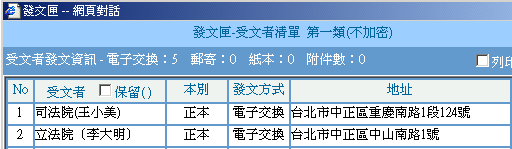 發文匣 -- 網頁對話
發文匣-受文者清單 第一類(不加密)
受文者發文資訊 - 電子交換：5 郵寄：0 紙本：0 附件數：0 列印
No 受文者 保留() 本別 發文方式 地址
1 司法院(王小美) 正本 電子交換 台北市中正區重慶南路1段124號
2 立法院〔李大明〕 正本 電子交換 台北市中正區中山南路1號